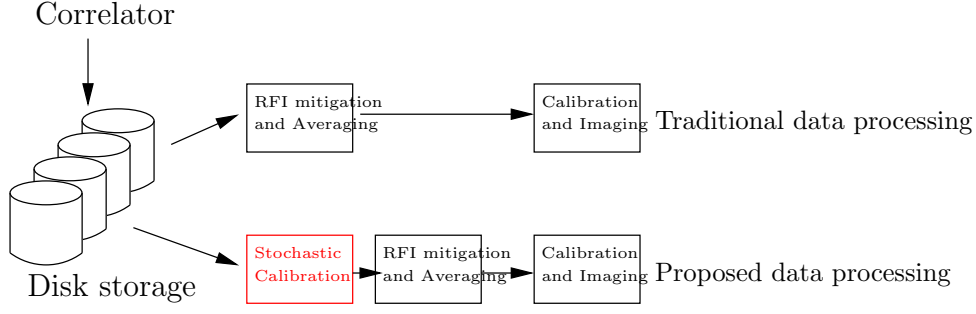 Correlator
RFI mitigation
and Averaging
Calibration
and Imaging
Traditional data processing
Disk storage
Stochastic
Calibration
RFI mitigation
and Averaging
Calibration
and Imaging
Proposed data processing